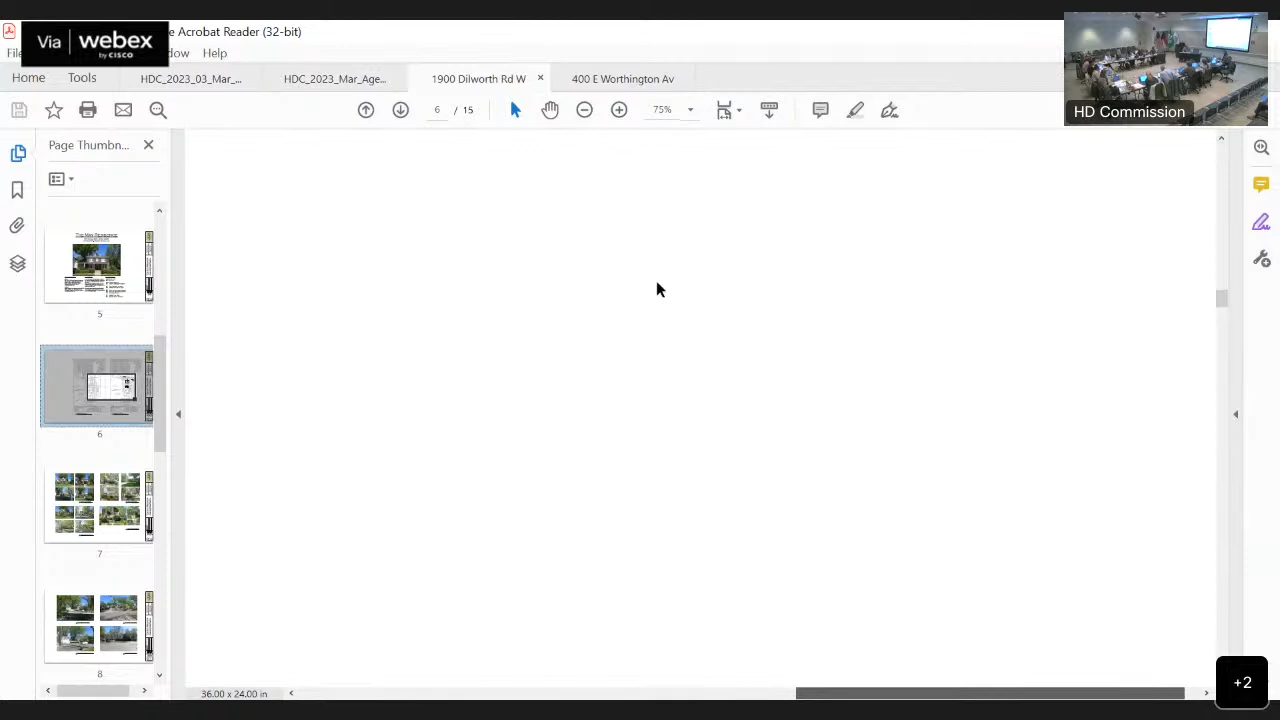 Via webex
by CISCO
e Acrobat Reader (32-bit)
dow Help
Home Tools HDC_2023_03_Mar_... HDC_2023_Mar_Age... 1900 Dilworth Rd W × 400 E Worthington Av
6 / 15 75%
HD Commission
Page Thumbn...
5
6
7
8
36.00 x 24.00 in
+2